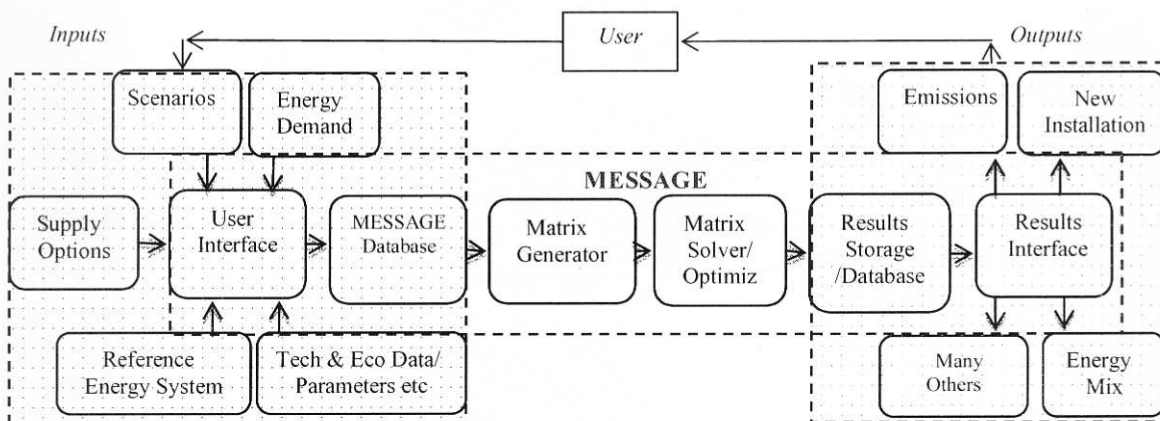 Inputs
User
Outputs
Scenarios
Energy
Demand
Emissions
New
Installation
MESSAGE
Supply
Options
User
Interface
MESSAGE
Database
Matrix
Generator
Matrix
Solver/
Optimiz
Results
Storage
/Database
Results
Interface
Reference
Energy System
Tech & Eco Data/
Parameters etc
Many
Others
Energy
Mix